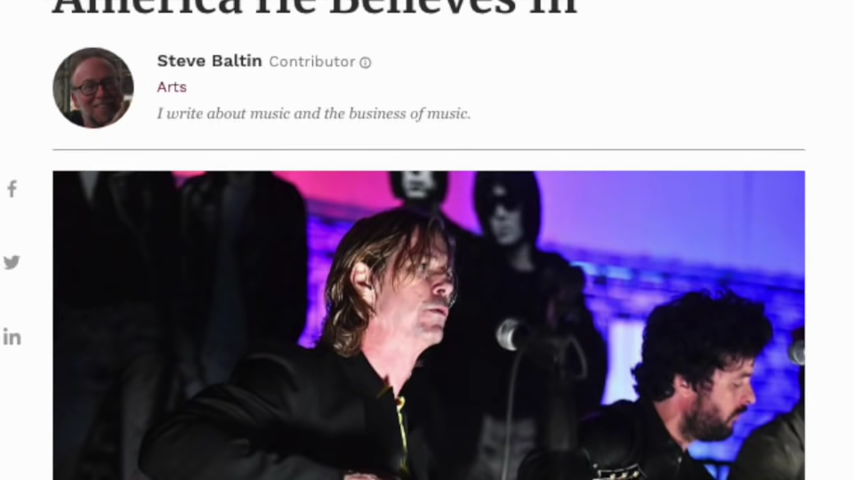 America He Believes In
Steve Baltin Contributor
Arts
I write about music and the business of music.